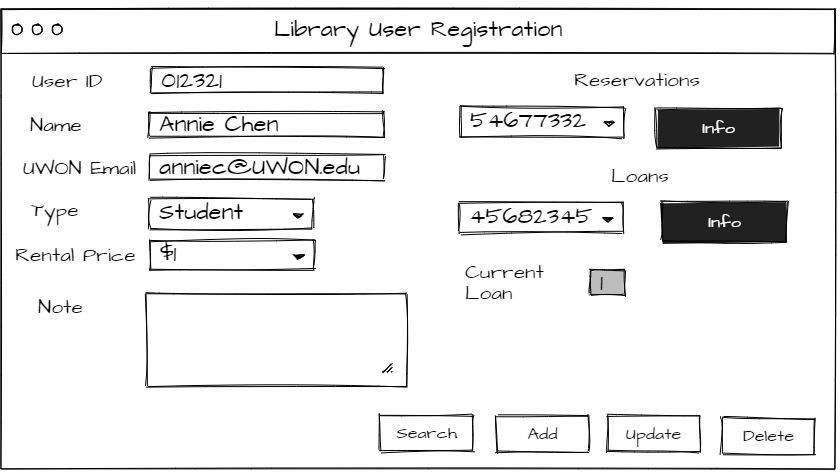 Library User Registration
User ID 012321
Name Annie Chen
UWON Email anniec@UWON.edu
Type Student
Rental Price $1
Note
Reservations
54677332 Info
Loans
45682345 Info
Current
Loan 1
Search Add Update Delete